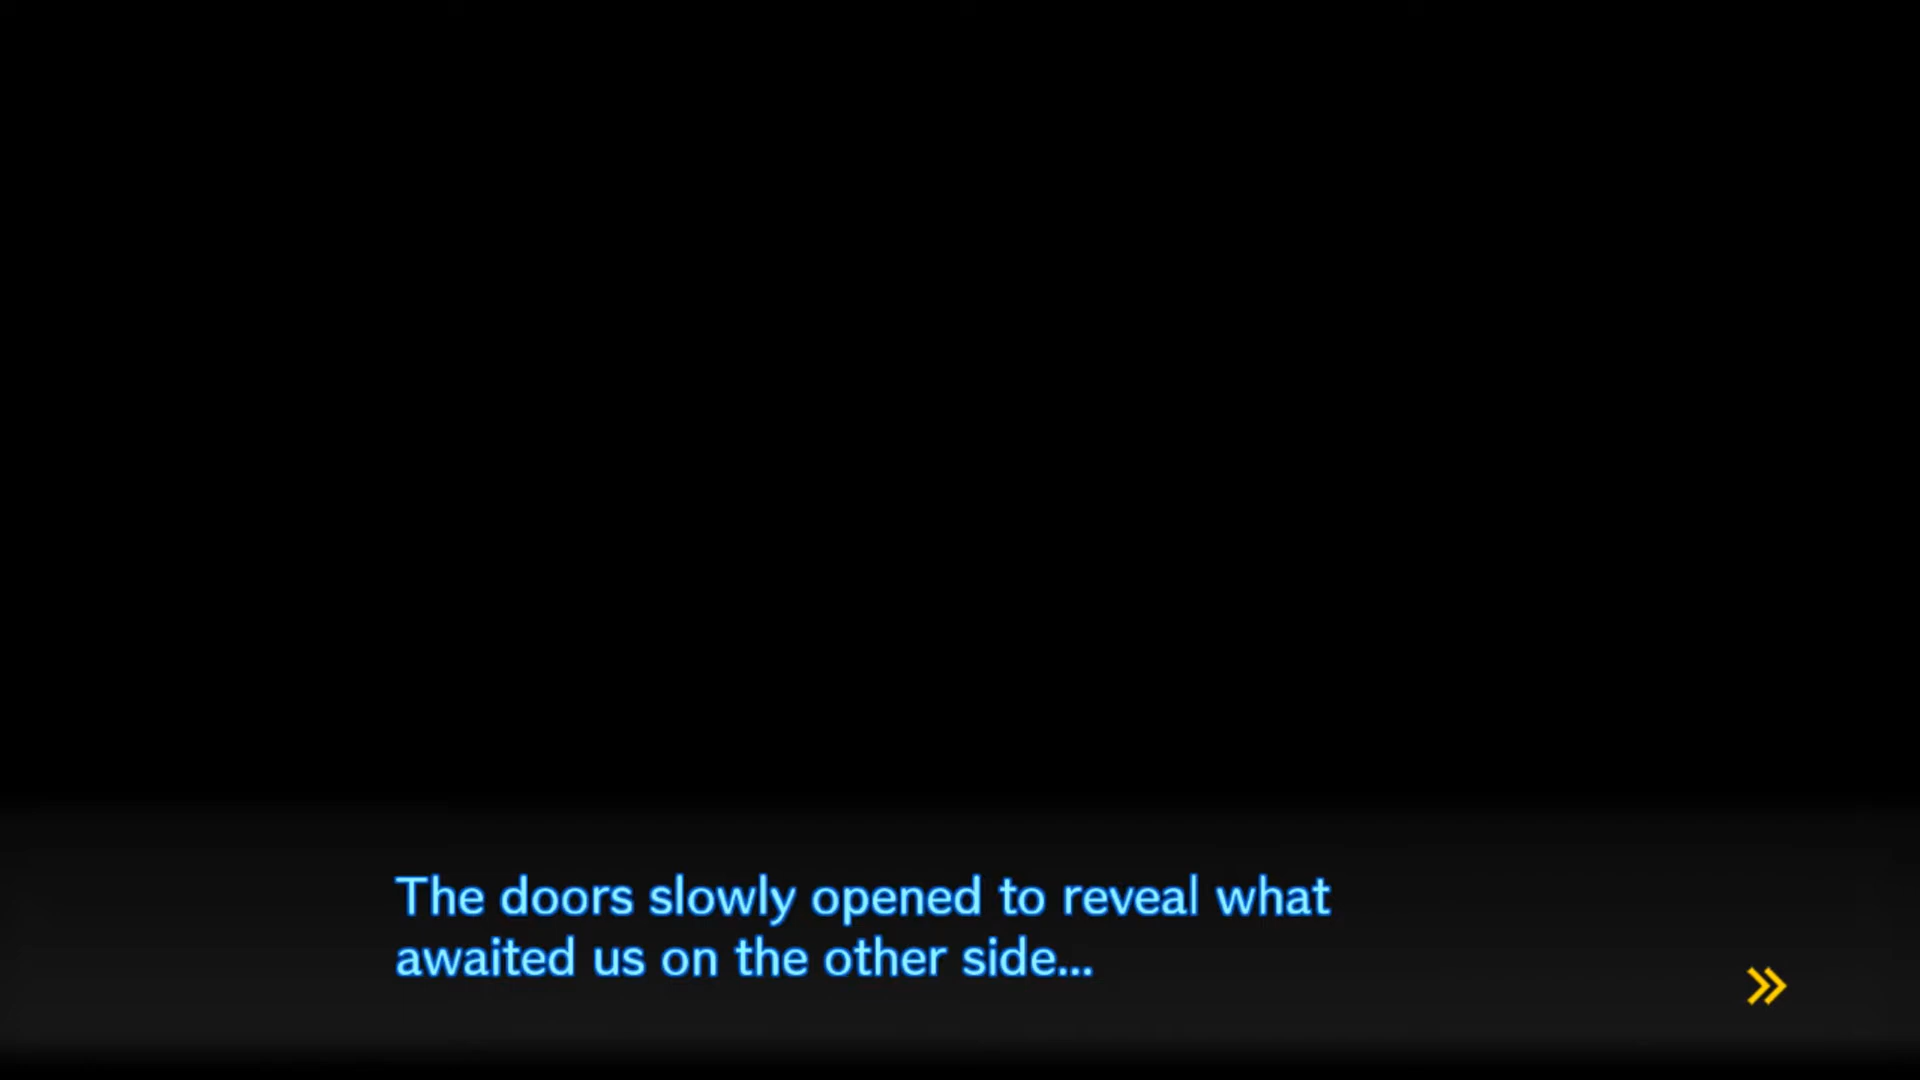 The doors slowly opened to reveal what
awaited us on the other side...